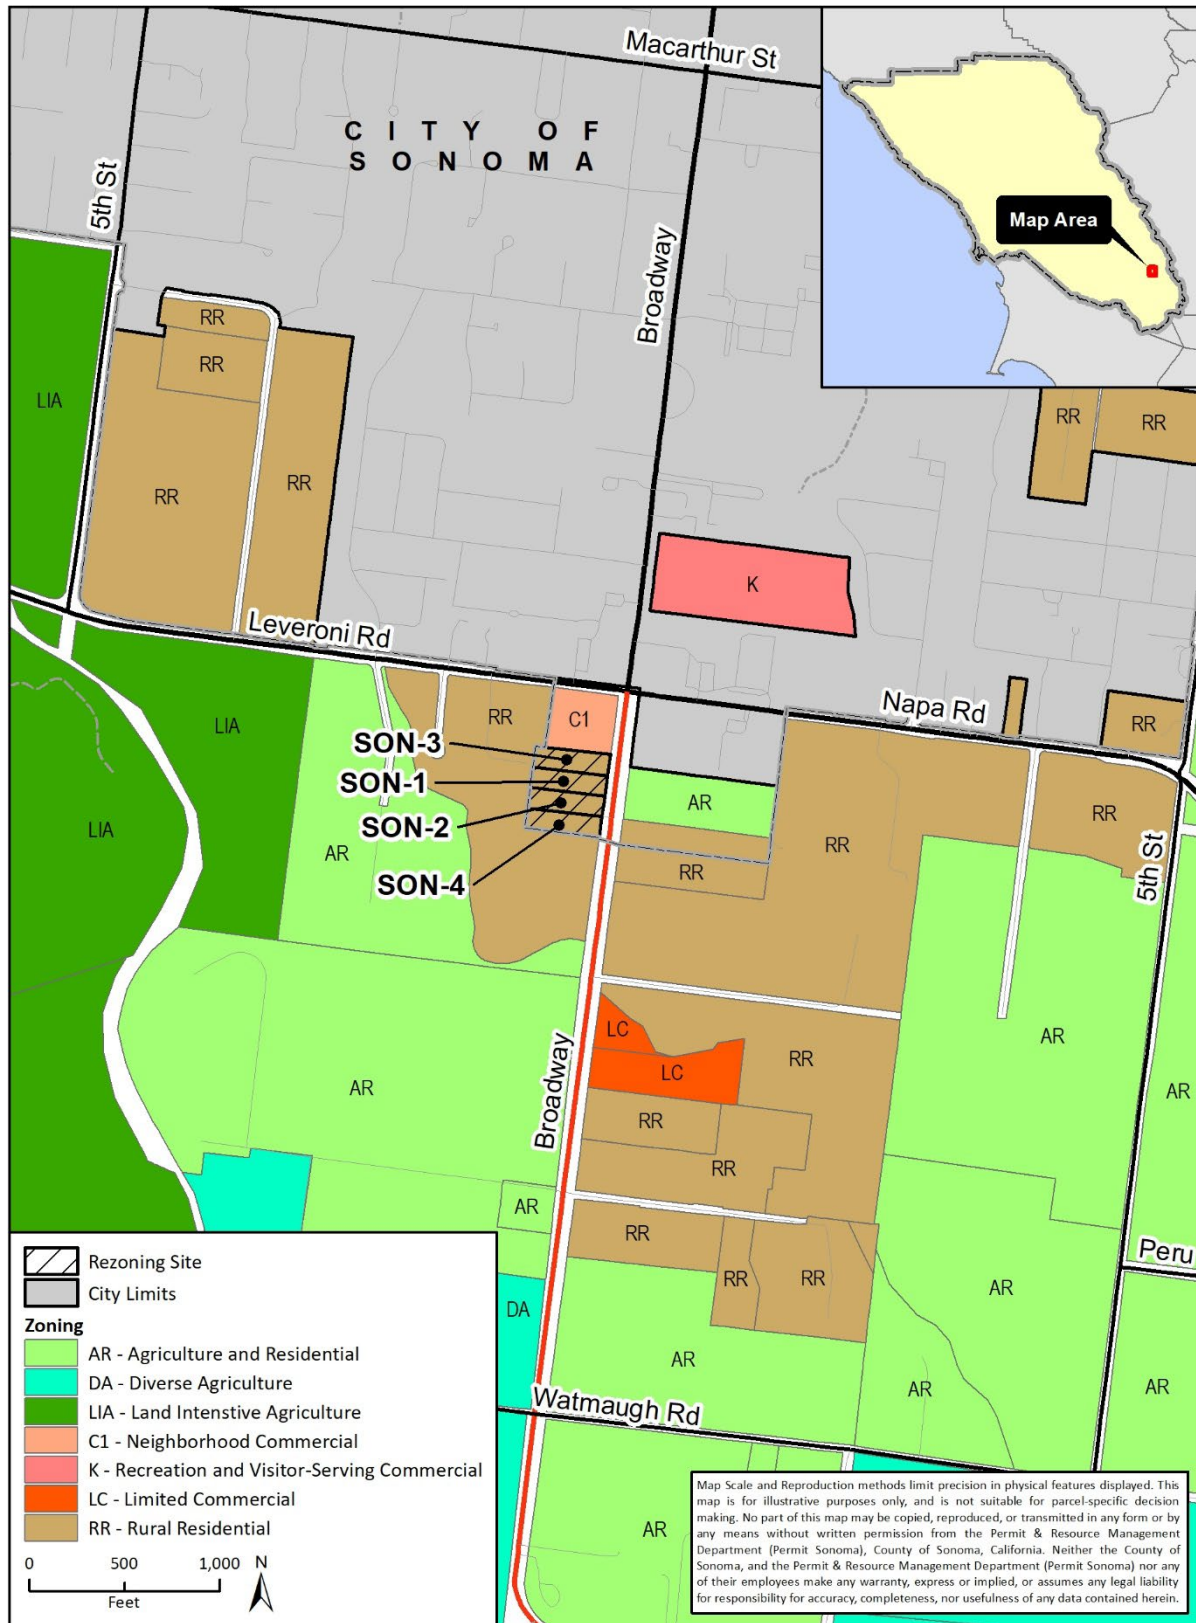 Macarthur St
CITY OF
SONOMA
5th St
Broadway
Map Area
RR
RR
LIA
RR
RR
RR
RR
K
Leveroni Rd
Napa Rd
LIA
RR
C1
RR
SON-3
SON-1
SON-2
SON-4
AR
RR
RR
5th St
LIA
AR
RR
AR
LC
RR
AR
Broadway
LC
AR
RR
RR
AR
RR
Peru
RR
RR
AR
DA
AR
AR
AR
Watmaugh Rd
AR
Rezoning Site
City Limits
Zoning
AR - Agriculture and Residential
DA - Diverse Agriculture
LIA - Land Intenstive Agriculture
C1 - Neighborhood Commercial
K - Recreation and Visitor-Serving Commercial
LC - Limited Commercial
RR - Rural Residential
0 500 1,000 N
Feet
Map Scale and Reproduction methods limit precision in physical features displayed. This
map is for illustrative purposes only, and is not suitable for parcel-specific decision
making. No part of this map may be copied, reproduced, or transmitted in any form or by
any means without written permission from the Permit & Resource Management
Department (Permit Sonoma), County of Sonoma, California. Neither the County of
Sonoma, and the Permit & Resource Management Department (Permit Sonoma) nor any
of their employees make any warranty, express or implied, or assumes any legal liability
for responsibility for accuracy, completeness, nor usefulness of any data contained herein.